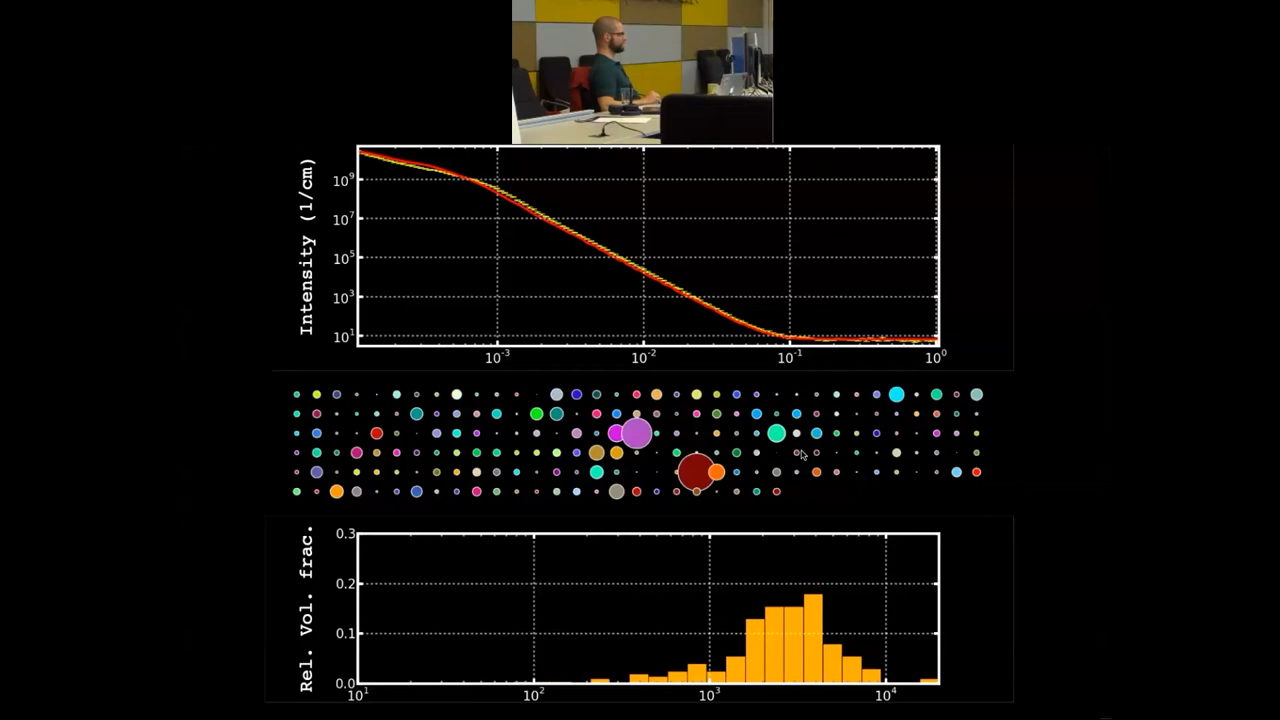 Intensity (1/cm)
10⁹
10⁷
10⁵
10³
10¹
10⁻³ 10⁻² 10⁻¹ 10⁰
Rel. Vol. frac.
0.3
0.2
0.1
0.0
10¹ 10² 10³ 10⁴